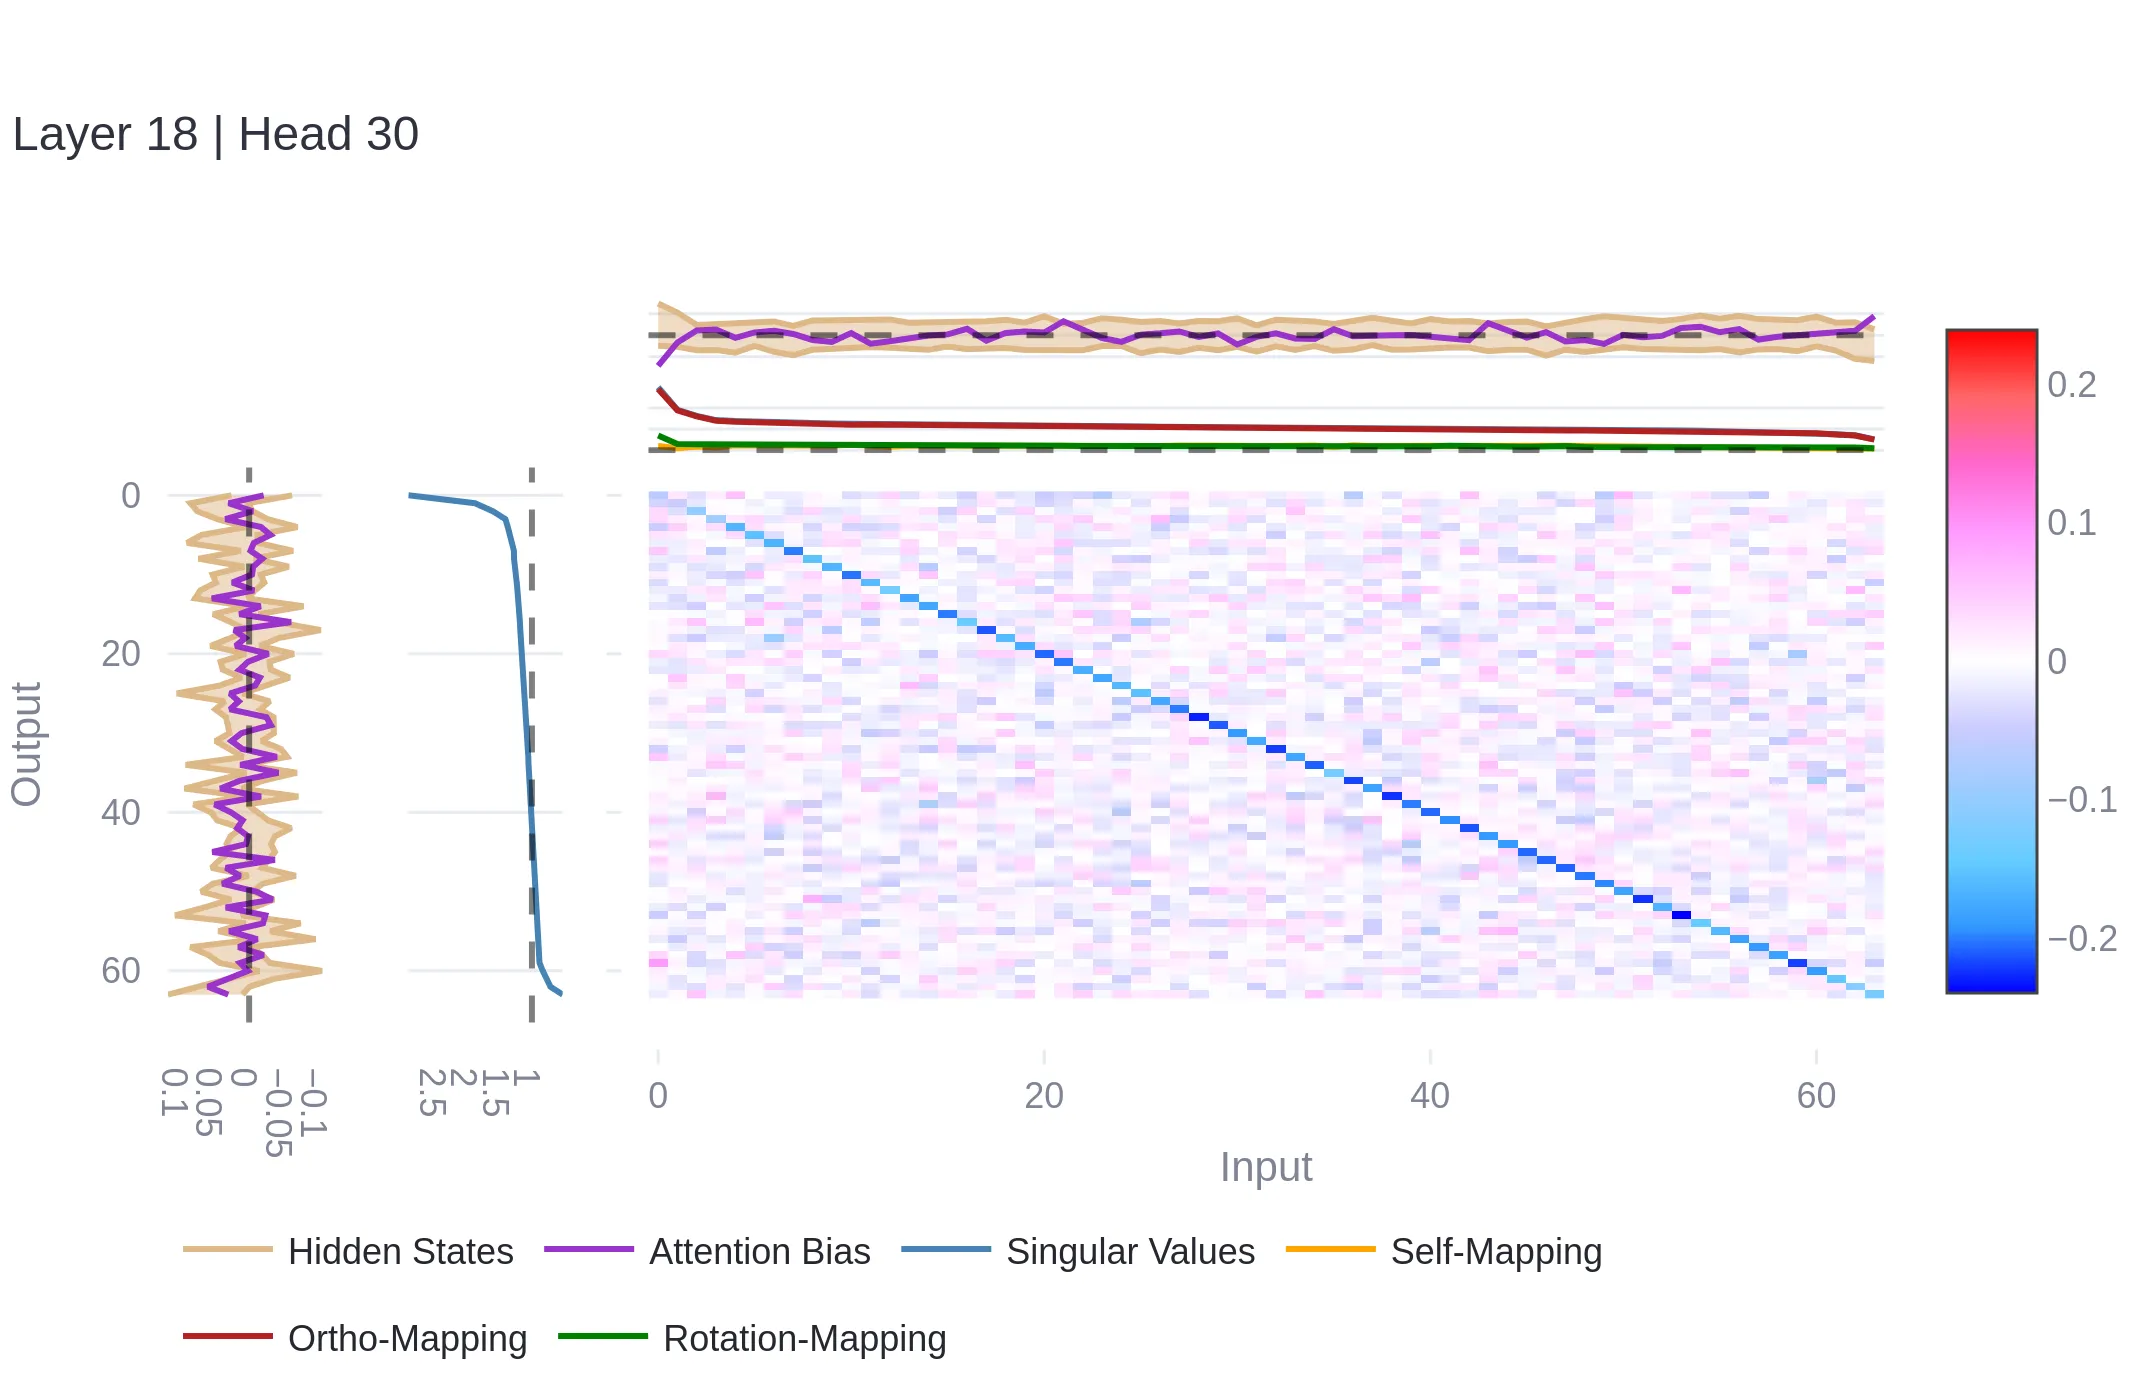 Layer 18 | Head 30
0
20
40
60
Output
0.1
0.05
0
−0.05
−0.1
2.5
2
1.5
1
0
20
40
60
Input
0.2
0.1
0
−0.1
−0.2
Hidden States
Attention Bias
Singular Values
Self-Mapping
Ortho-Mapping
Rotation-Mapping